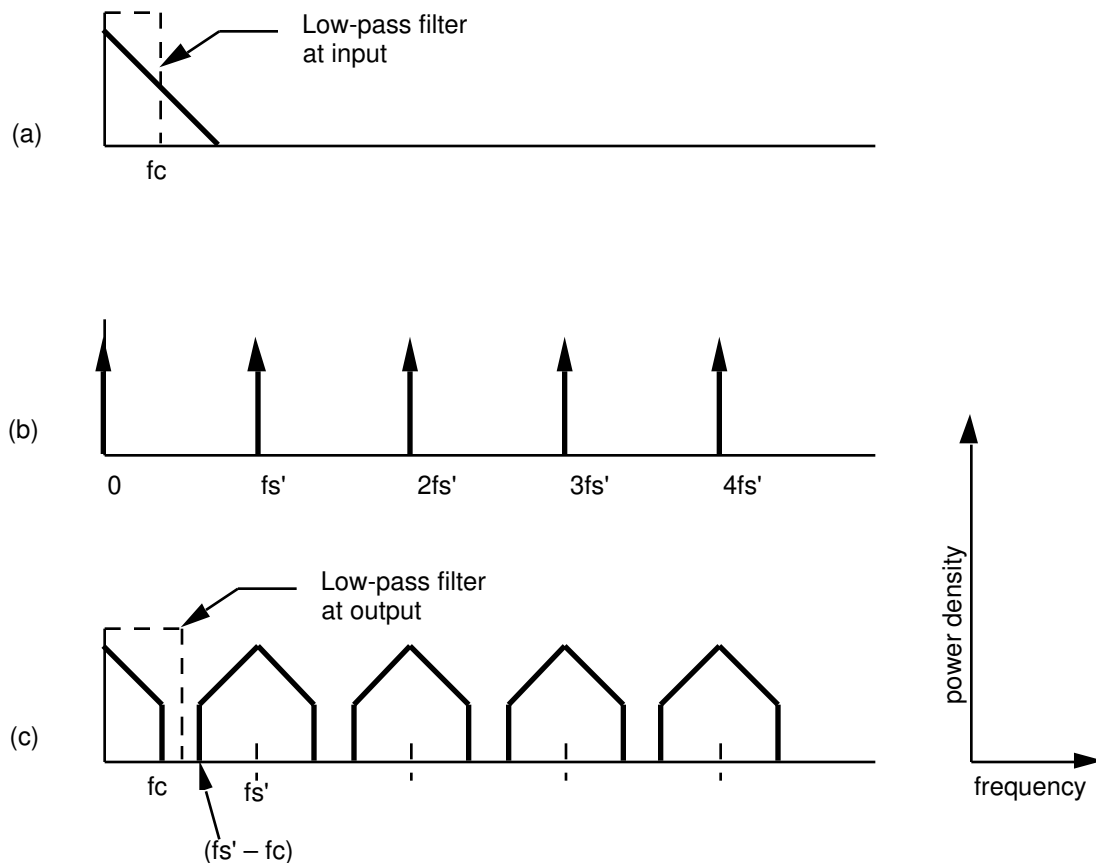 Low-pass filter
at input
(a)
fc
(b)
0 fs' 2fs' 3fs' 4fs'
Low-pass filter
at output
(c)
fc fs'
(fs' – fc)
power density
frequency